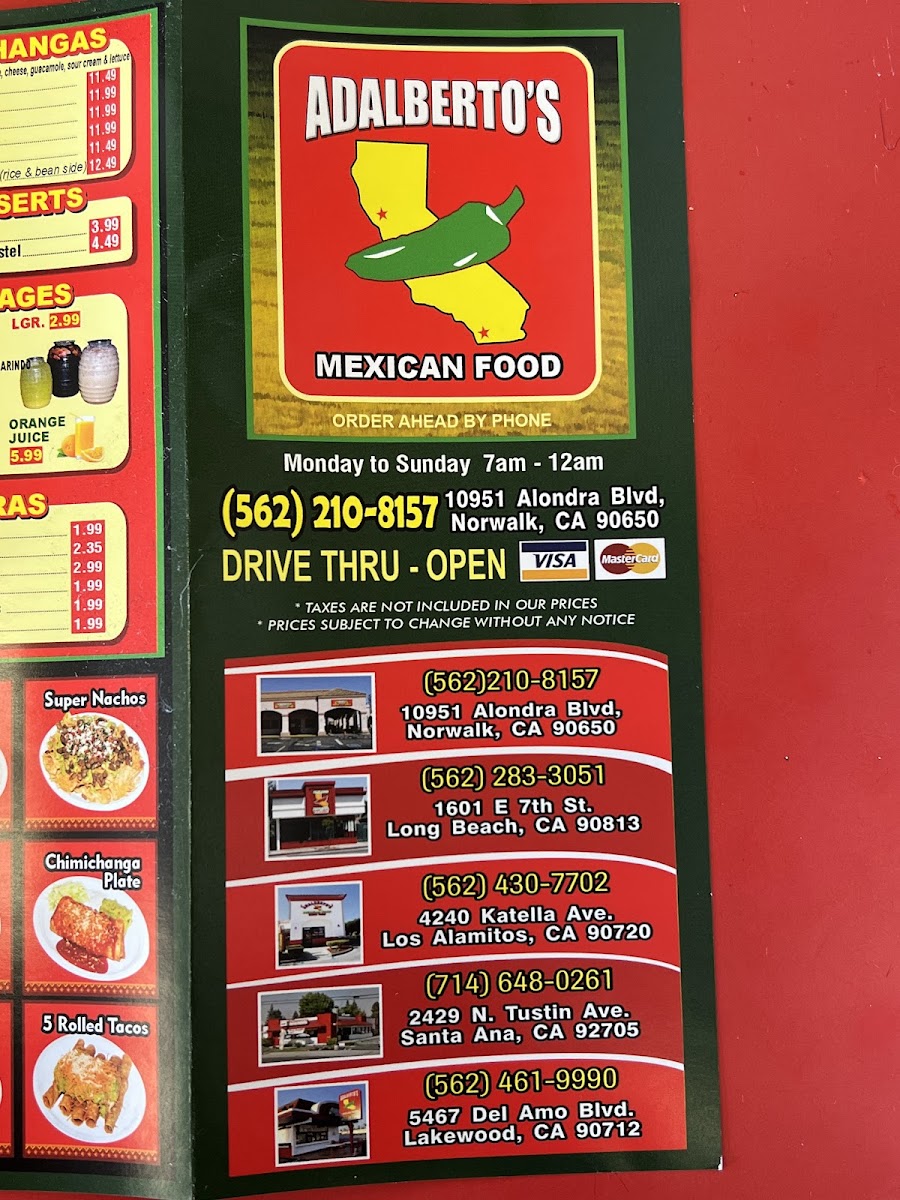 HANGAS
, cheese, guacamole, sour cream & lettuce
11.49
11.99
11.99
11.99
11.49
(rice & bean side) 12.49
SERTS
3.99
stel 4.49
AGES
LGR. 2.99
ARINDO
ORANGE
JUICE
5.99
RAS
1.99
2.35
2.99
1.99
1.99
1.99
Super Nachos
Chimichanga
Plate
5 Rolled Tacos
ADALBERTO'S
MEXICAN FOOD
ORDER AHEAD BY PHONE
Monday to Sunday 7am - 12am
(562) 210-8157 10951 Alondra Blvd,
Norwalk, CA 90650
DRIVE THRU - OPEN VISA MasterCard
* TAXES ARE NOT INCLUDED IN OUR PRICES
* PRICES SUBJECT TO CHANGE WITHOUT ANY NOTICE
(562)210-8157
10951 Alondra Blvd,
Norwalk, CA 90650
(562) 283-3051
1601 E 7th St.
Long Beach, CA 90813
(562) 430-7702
4240 Katella Ave.
Los Alamitos, CA 90720
(714) 648-0261
2429 N. Tustin Ave.
Santa Ana, CA 92705
(562) 461-9990
5467 Del Amo Blvd.
Lakewood, CA 90712